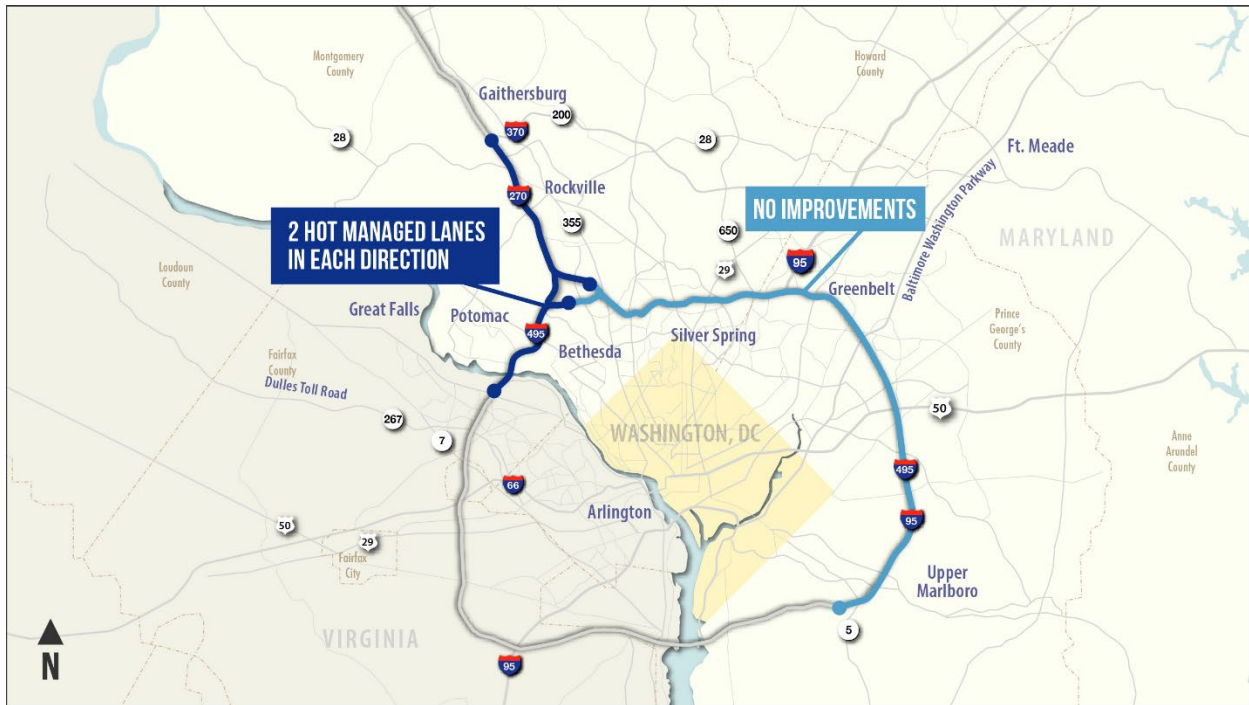 Montgomery
County
Howard
County
Gaithersburg
370
200
28
28
Ft. Meade
270
Rockville
355
650
2 HOT MANAGED LANES
IN EACH DIRECTION
NO IMPROVEMENTS
Baltimore Washington Parkway
MARYLAND
95
29
Loudoun
County
Great Falls
Potomac
Greenbelt
495
Bethesda
Silver Spring
Prince
George's
County
Fairfax
County
Dulles Toll Road
267
7
50
WASHINGTON, DC
Anne
Arundel
County
66
495
Arlington
95
50
29
Fairfax
City
Upper
Marlboro
5
VIRGINIA
95
N